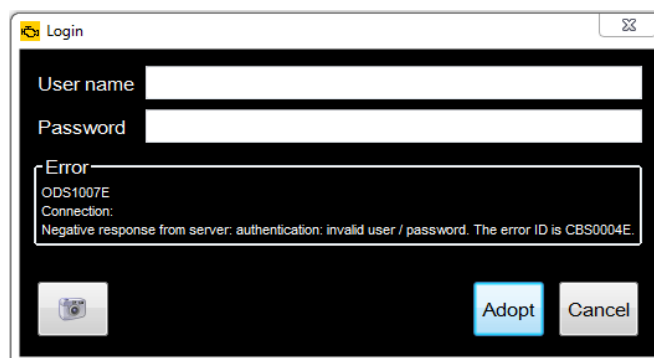 Login
User name
Password
Error
ODS1007E
Connection:
Negative response from server: authentication: invalid user / password. The error ID is CBS0004E.
Adopt
Cancel